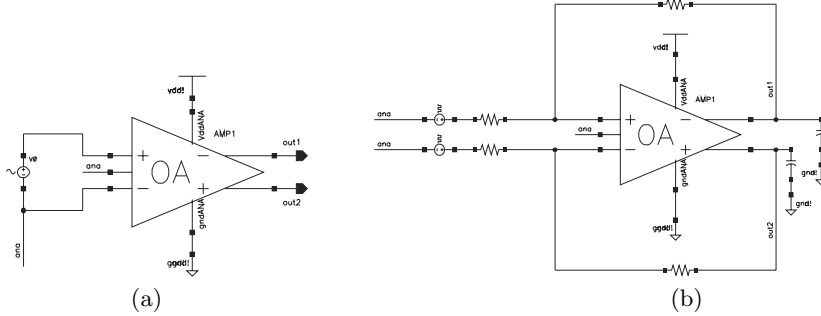 vdd!
VddANA
AMP1
v0
ana
+
−
OA
−
+
out1
out2
gndANA
ana
(a)
out1
vdd!
VddANA
AMP1
ana
ana
ana
+
−
OA
−
+
gndANA
gnd!
gnd!
out2
(b)